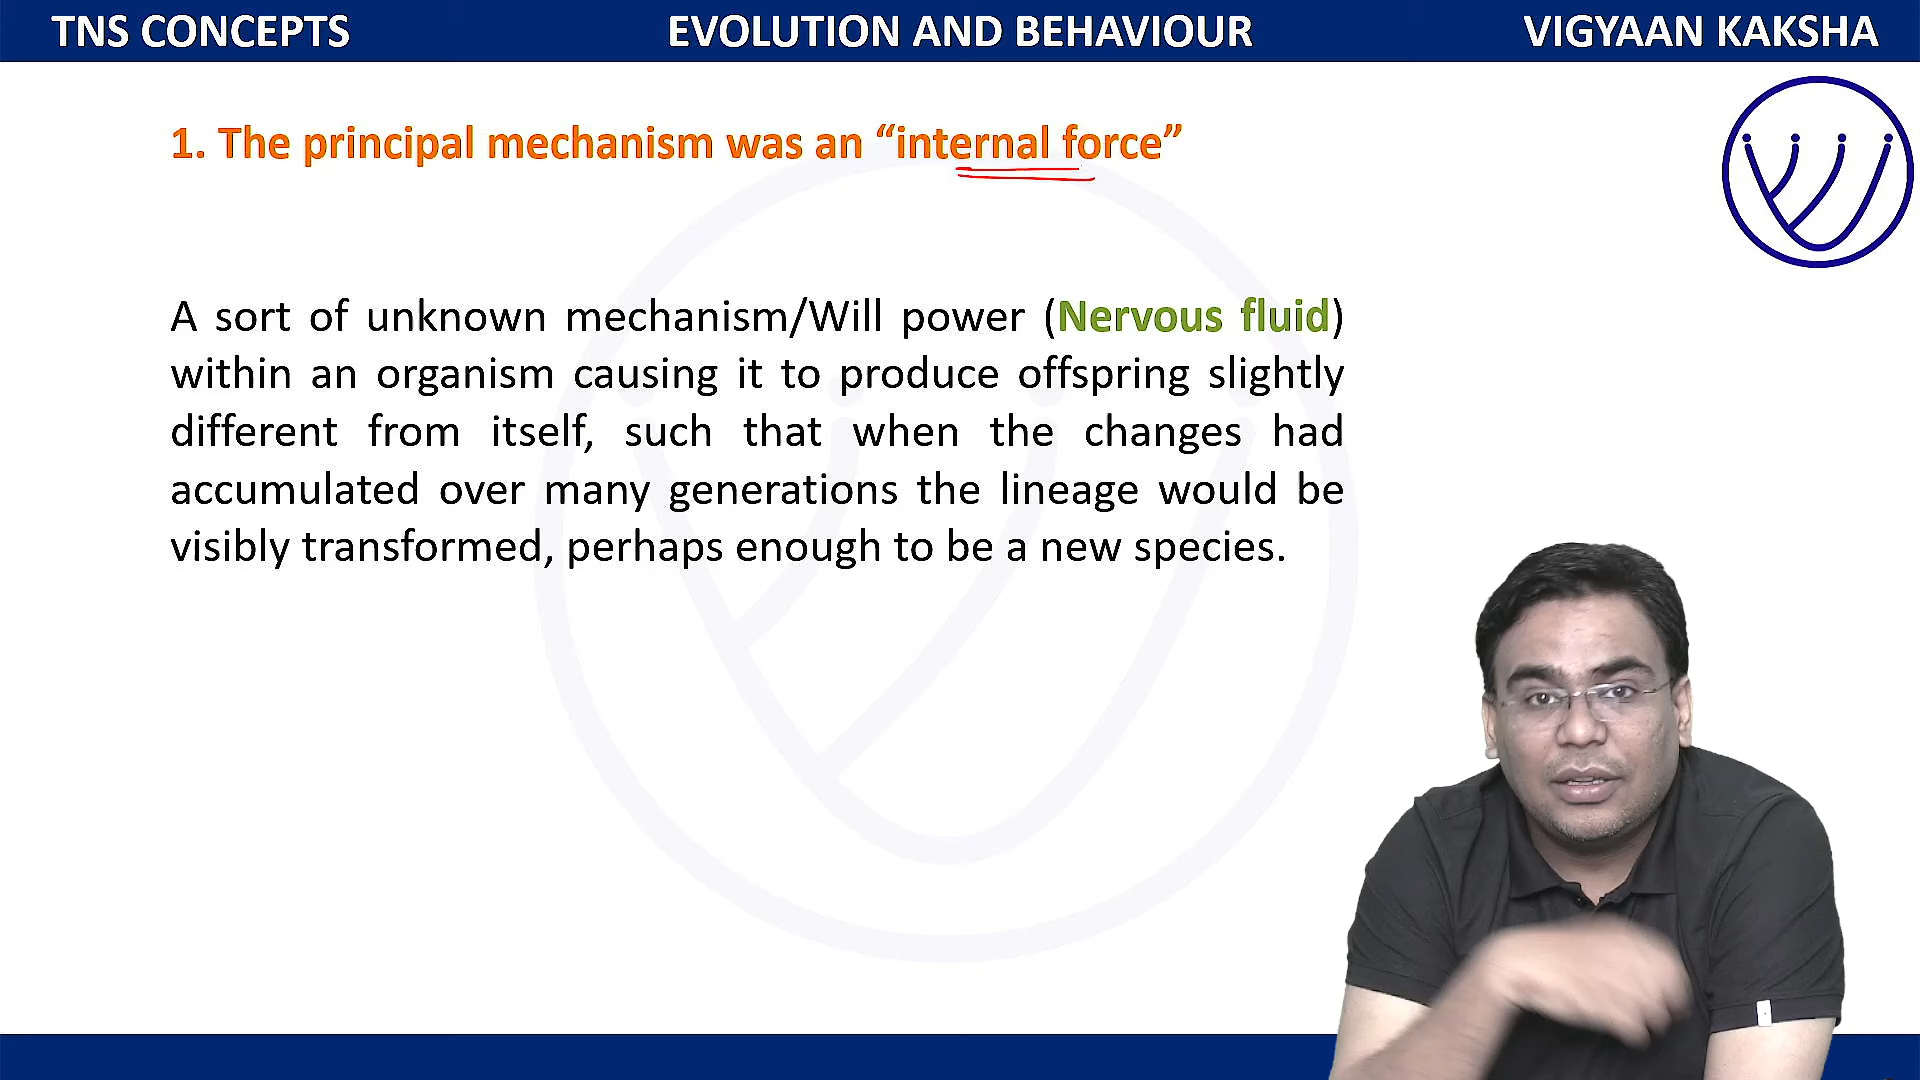 TNS CONCEPTS EVOLUTION AND BEHAVIOUR VIGYAAN KAKSHA
1. The principal mechanism was an “internal force”
A sort of unknown mechanism/Will power (Nervous fluid)
within an organism causing it to produce offspring slightly
different from itself, such that when the changes had
accumulated over many generations the lineage would be
visibly transformed, perhaps enough to be a new species.